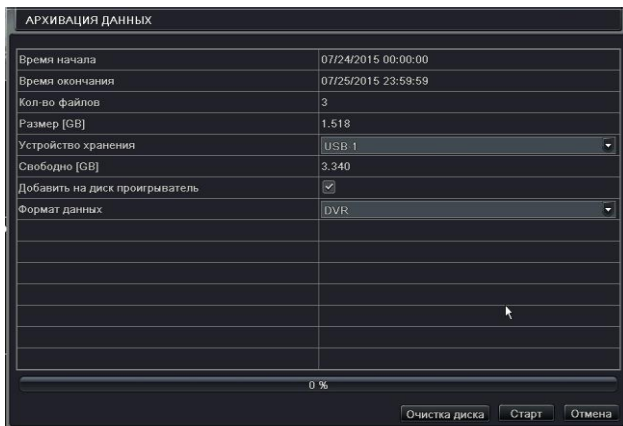 АРХИВАЦИЯ ДАННЫХ
Время начала 07/24/2015 00:00:00
Время окончания 07/25/2015 23:59:59
Кол-во файлов 3
Размер [GB] 1.518
Устройство хранения USB 1
Свободно [GB] 3.340
Добавить на диск проигрыватель
Формат данных DVR
0 %
Очистка диска Старт Отмена